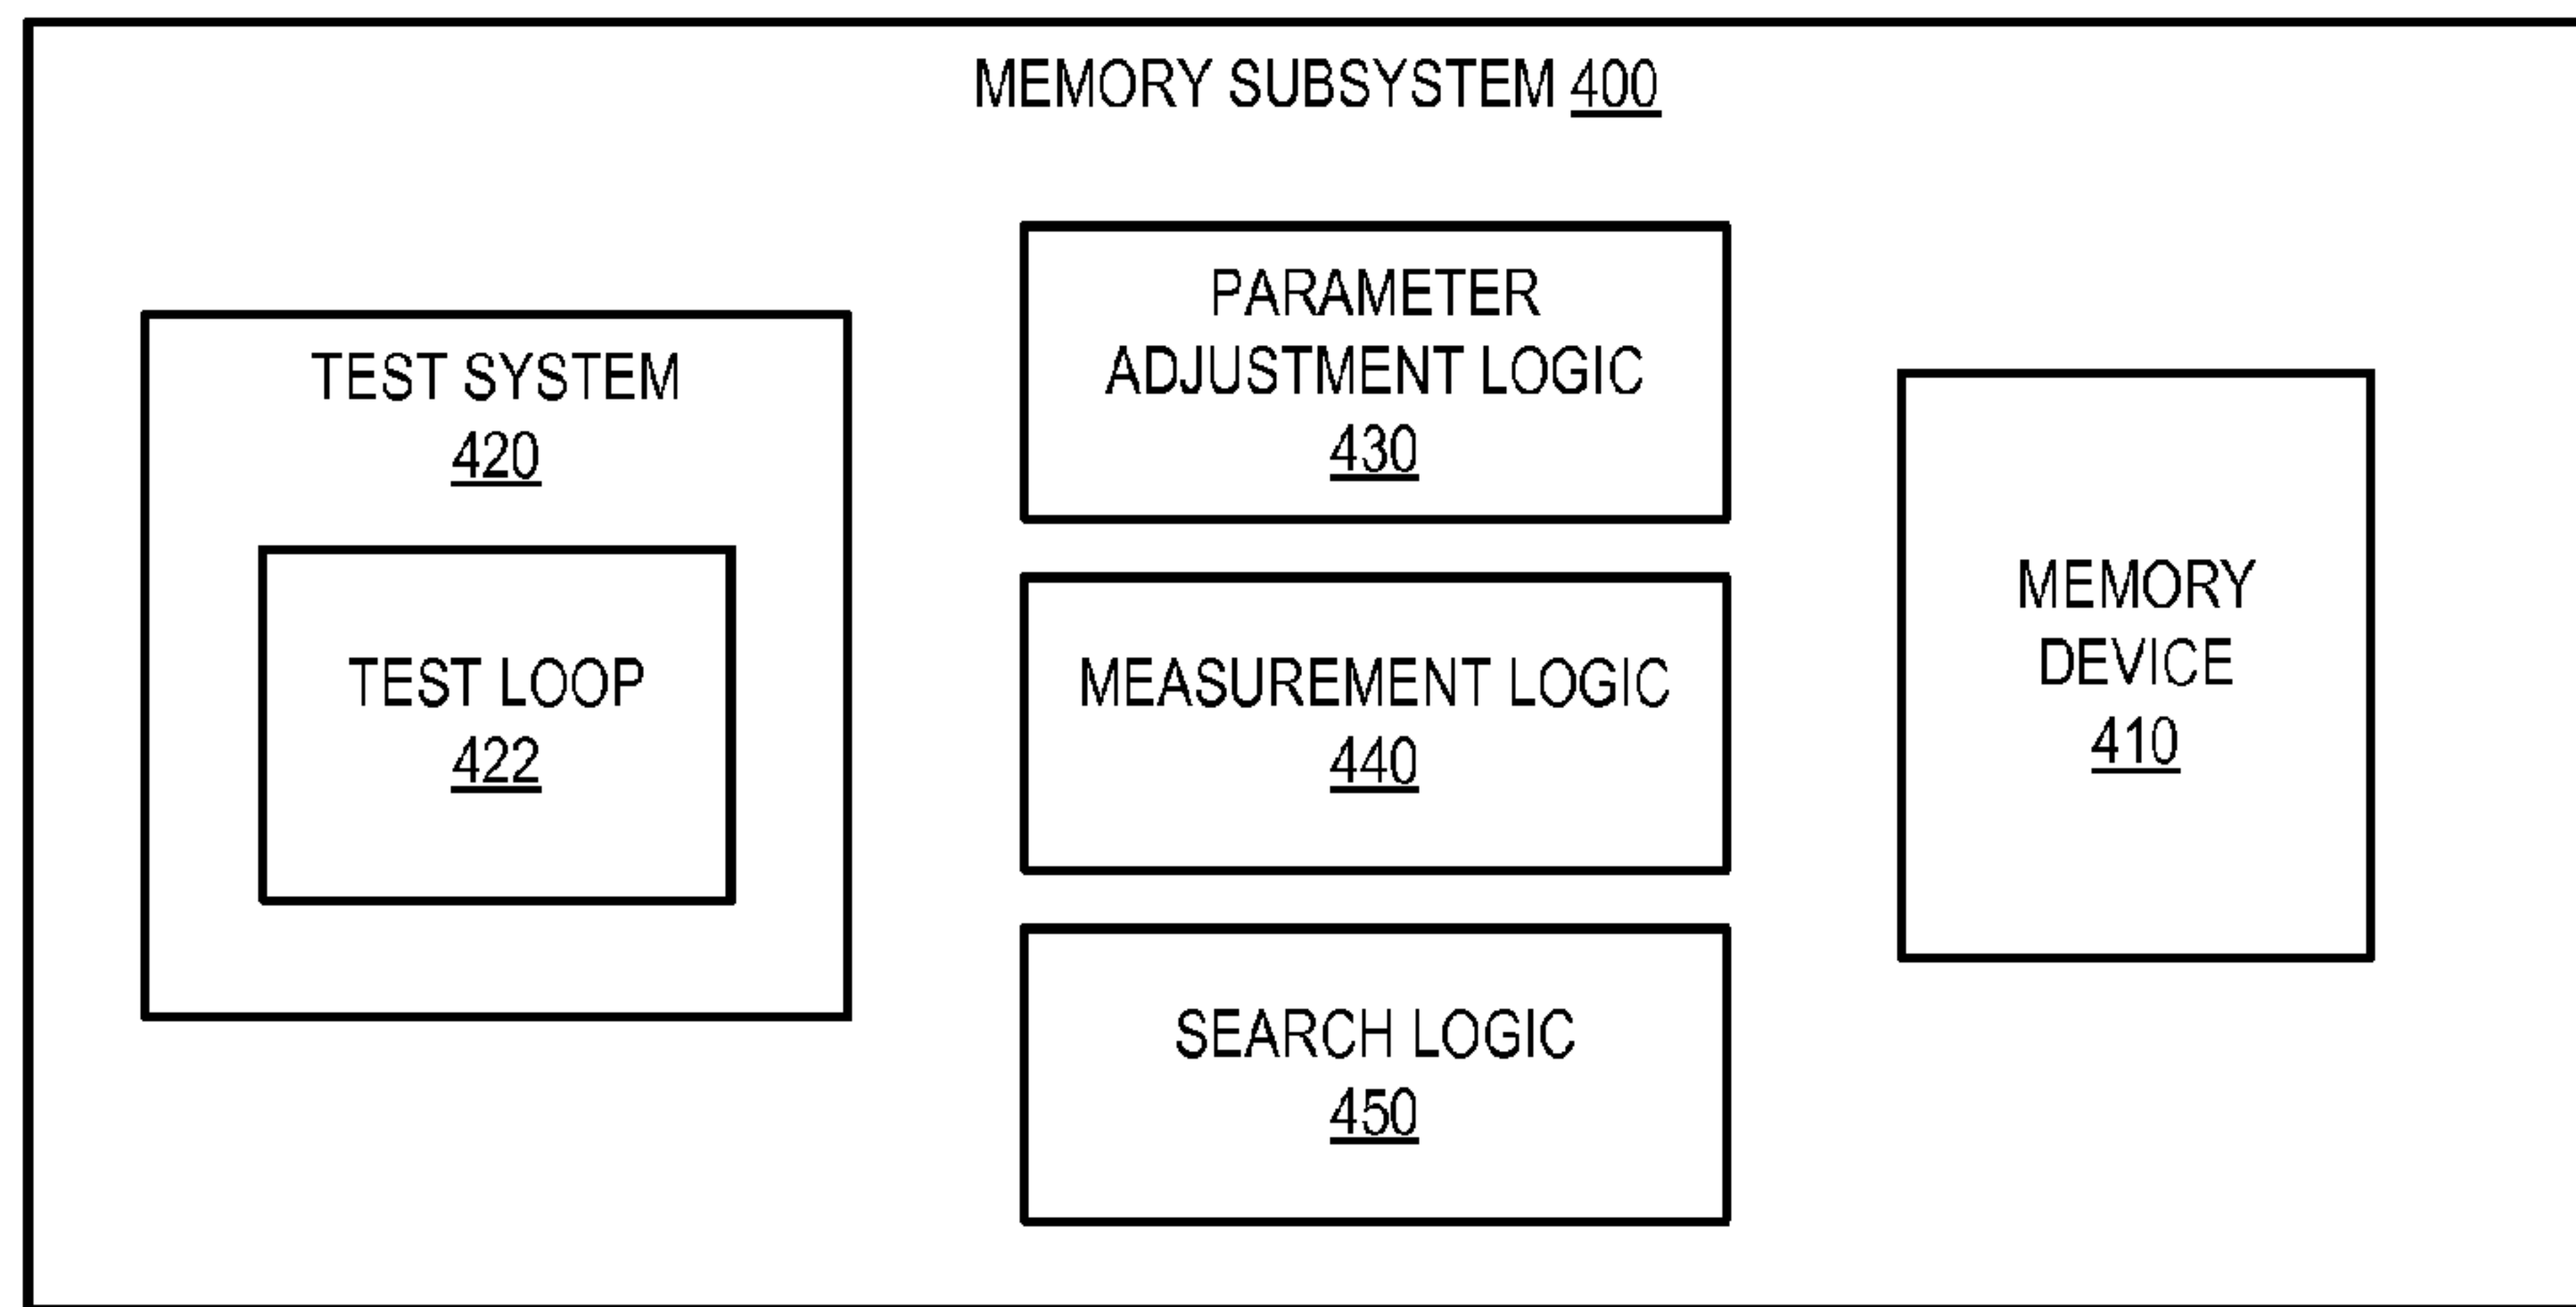 MEMORY SUBSYSTEM 400
TEST SYSTEM
420
TEST LOOP
422
PARAMETER
ADJUSTMENT LOGIC
430
MEASUREMENT LOGIC
440
SEARCH LOGIC
450
MEMORY
DEVICE
410